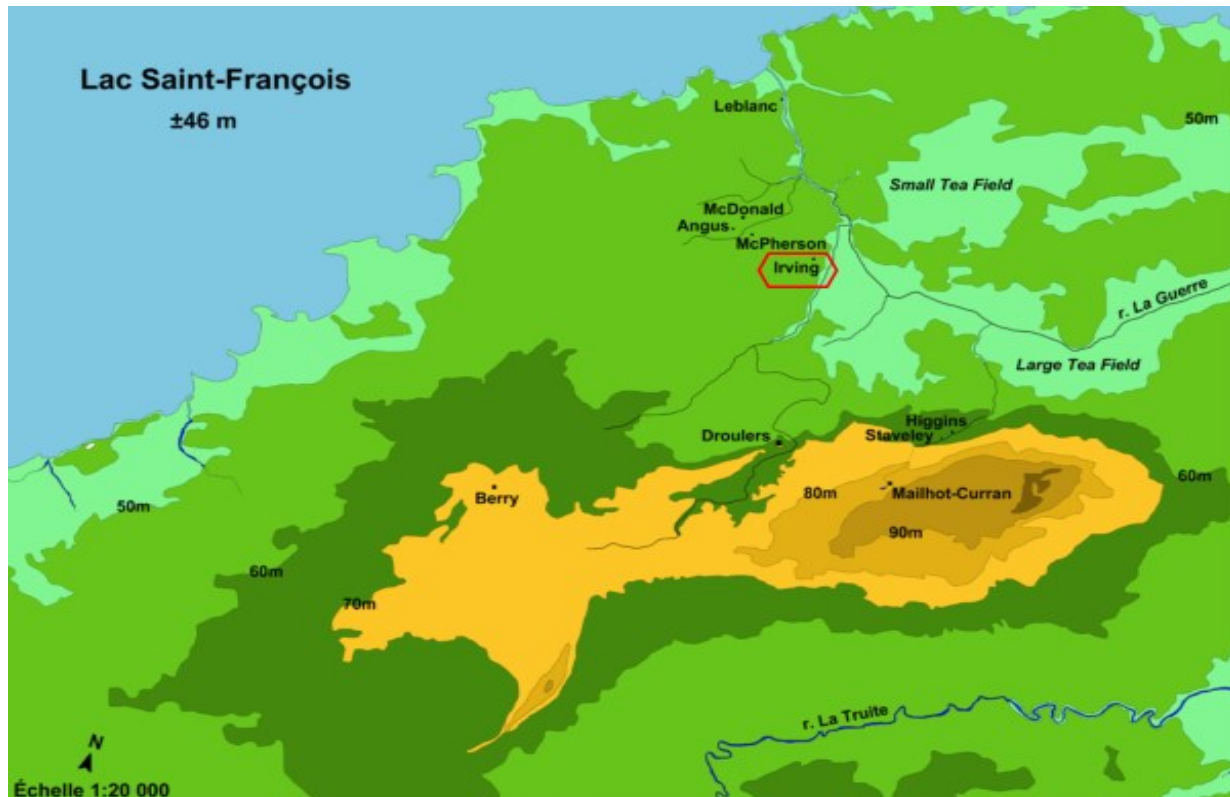 Lac Saint-François
±46 m
Leblanc
50m
Small Tea Field
McDonald
Angus
McPherson
Irving
r. La Guerre
Large Tea Field
Higgins
Droulers
Staveley
Berry
80m
Mailhot-Curran
60m
50m
90m
60m
70m
r. La Truite
N
Échelle 1:20 000